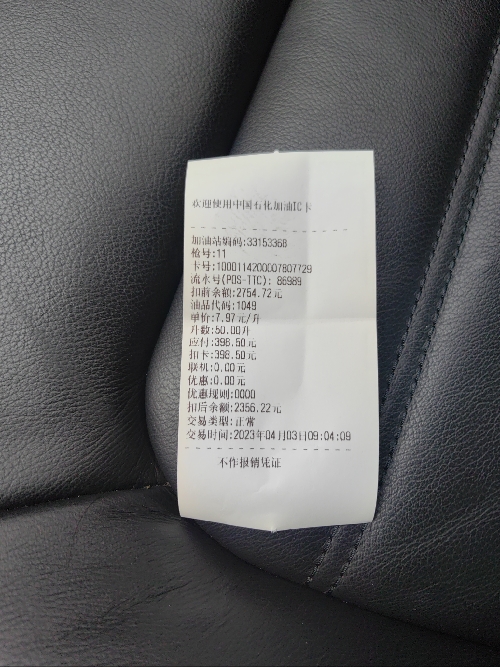 欢迎使用中国石化加油IC卡
加油站编码:33153368
枪号:11
卡号:1000114200007807729
流水号(POS-TTC): 86989
扣前余额:2754.72元
油品代码:1049
单价:7.97元/升
升数:50.00升
应付:398.50元
扣卡:398.50元
联机:0.00元
优惠:0.00元
优惠规则:0000
扣后余额:2356.22元
交易类型:正常
交易时间:2023年04月03日09:04:09
不作报销凭证